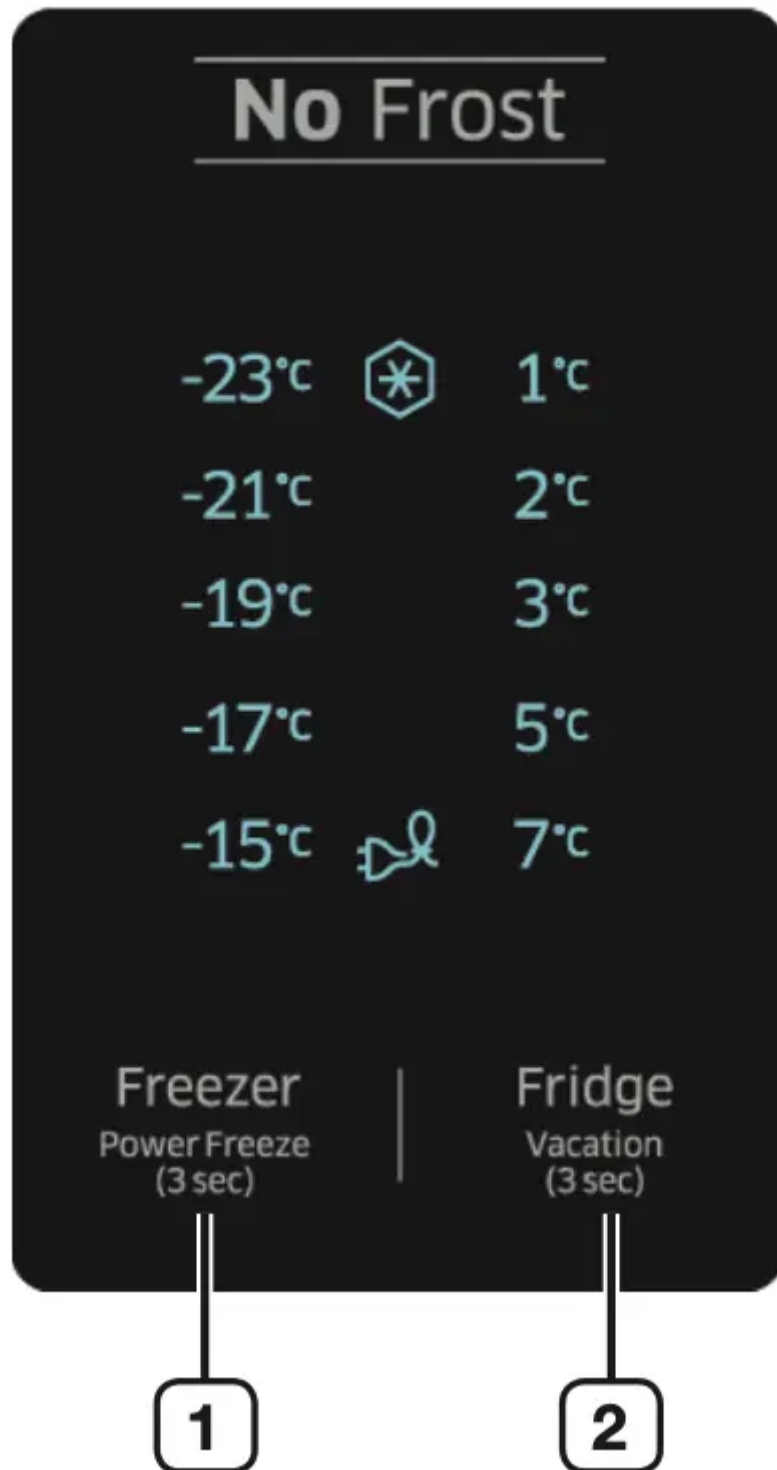 No Frost
-23°C 1°C
-21°C 2°C
-19°C 3°C
-17°C 5°C
-15°C 7°C
Freezer Fridge
Power Freeze Vacation
(3 sec) (3 sec)
1 2